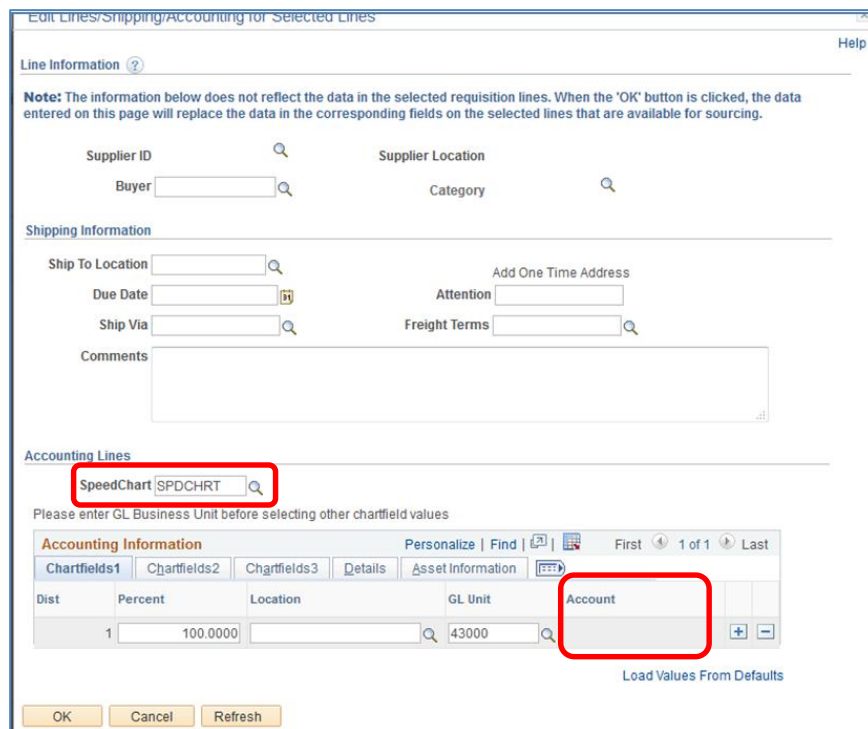 Edit Lines/Shipping/Accounting for Selected Lines
Help
Line Information ?
Note: The information below does not reflect the data in the selected requisition lines. When the 'OK' button is clicked, the data
entered on this page will replace the data in the corresponding fields on the selected lines that are available for sourcing.
Supplier ID Supplier Location
Buyer Category
Shipping Information
Ship To Location Add One Time Address
Due Date 31 Attention
Ship Via Freight Terms
Comments
Accounting Lines
SpeedChart SPDCHRT
Please enter GL Business Unit before selecting other chartfield values
Accounting Information Personalize | Find | | First 1 of 1 Last
Chartfields1 Chartfields2 Chartfields3 Details Asset Information
Dist Percent Location GL Unit Account
1 100.0000 43000 + −
Load Values From Defaults
OK Cancel Refresh